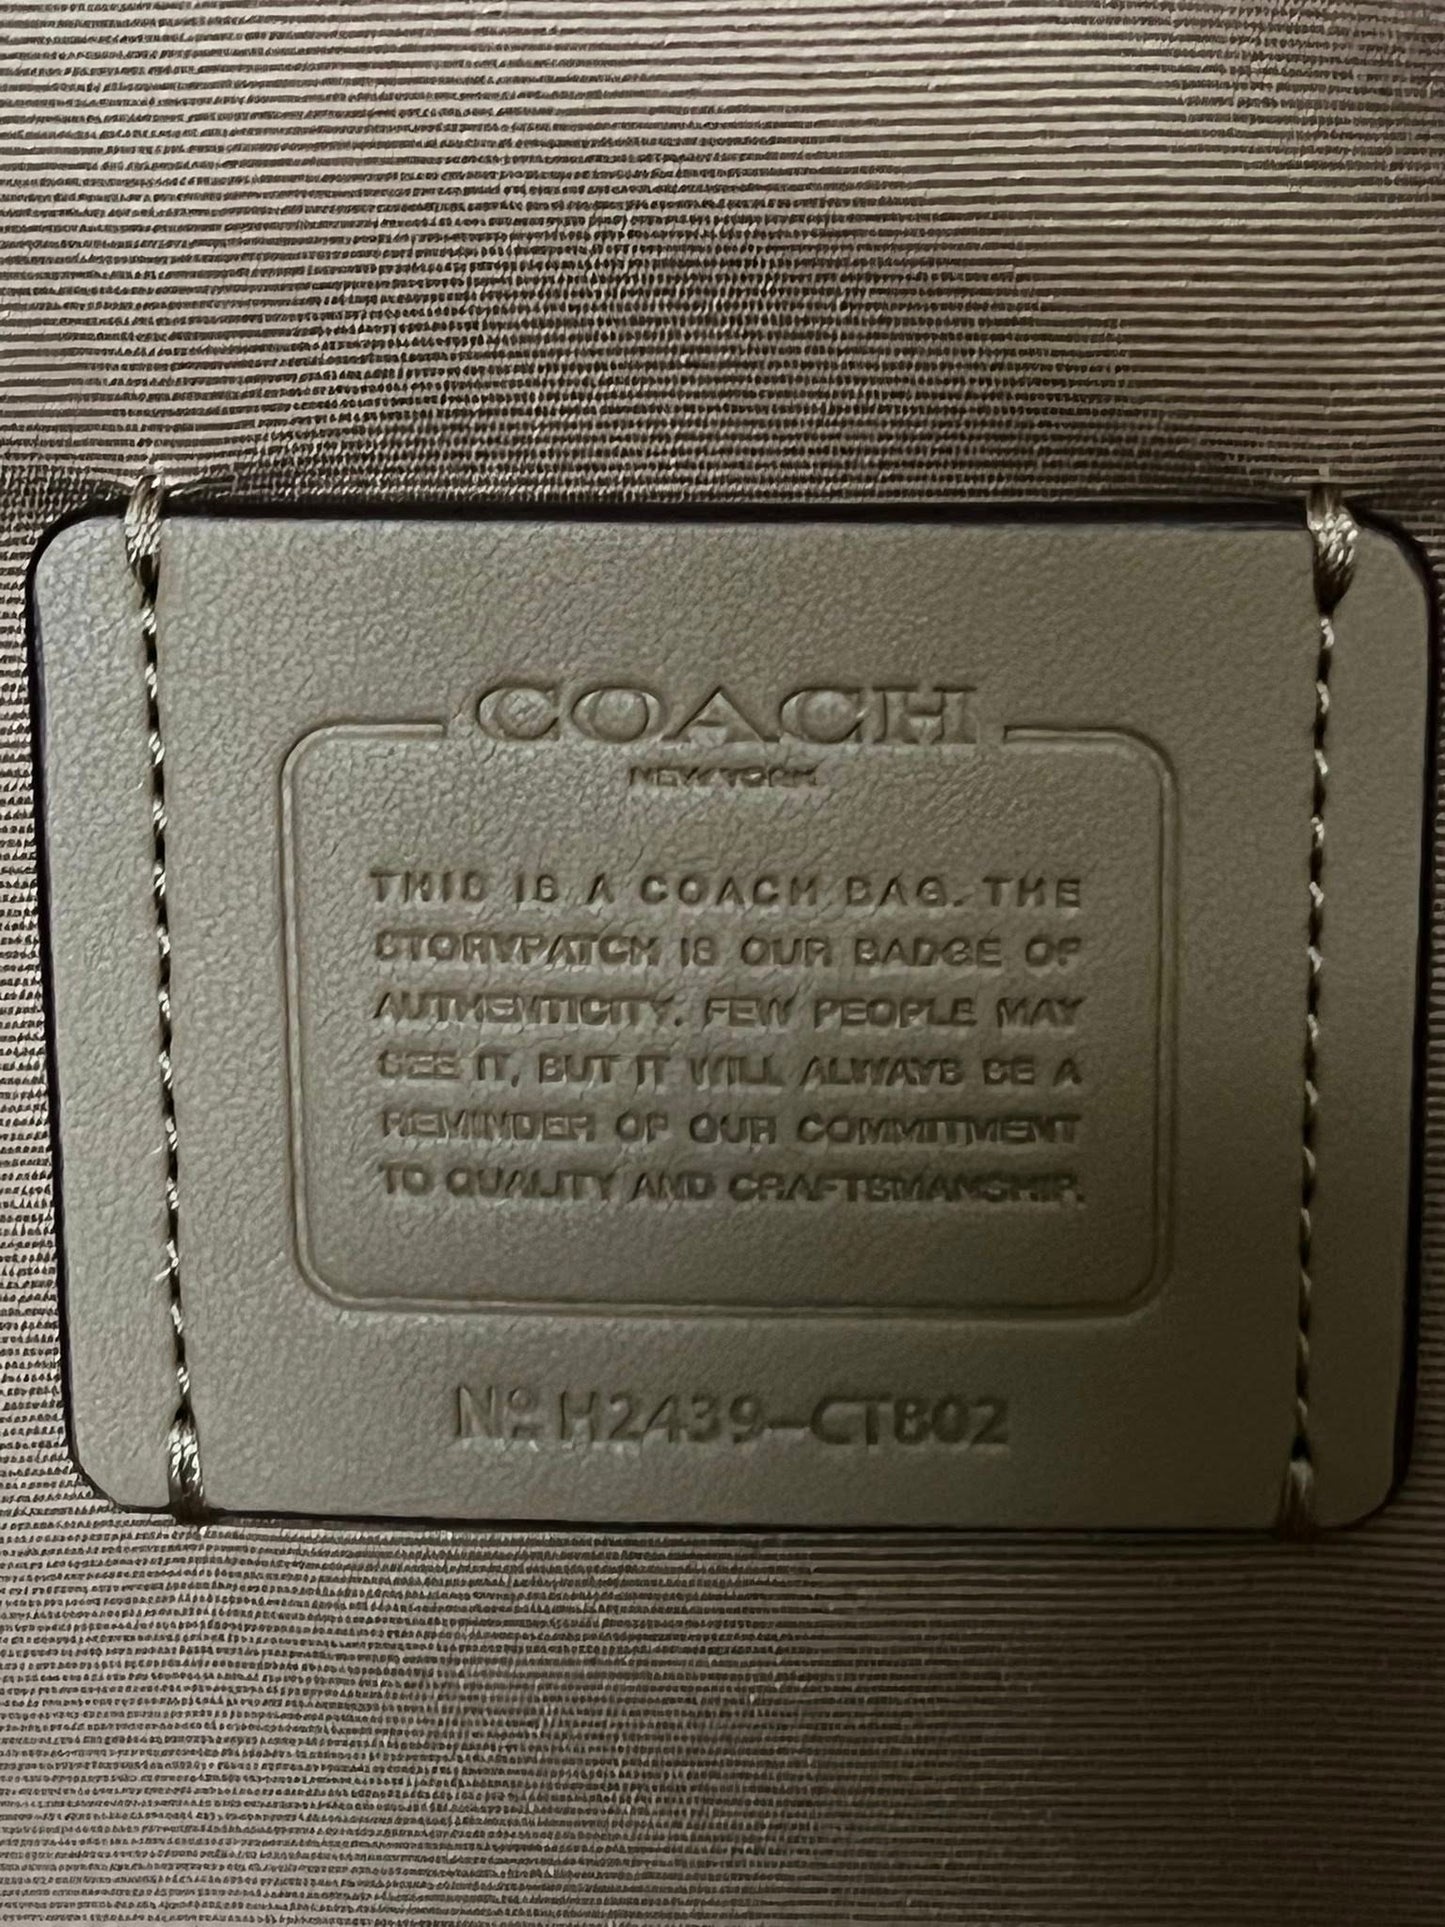 COACH
NEW YORK
THIS IS A COACH BAG. THE
STORYPATCH IS OUR BADGE OF
AUTHENTICITY. FEW PEOPLE MAY
SEE IT, BUT IT WILL ALWAYS BE A
REMINDER OF OUR COMMITMENT
TO QUALITY AND CRAFTSMANSHIP.
Nº H2439-CT802